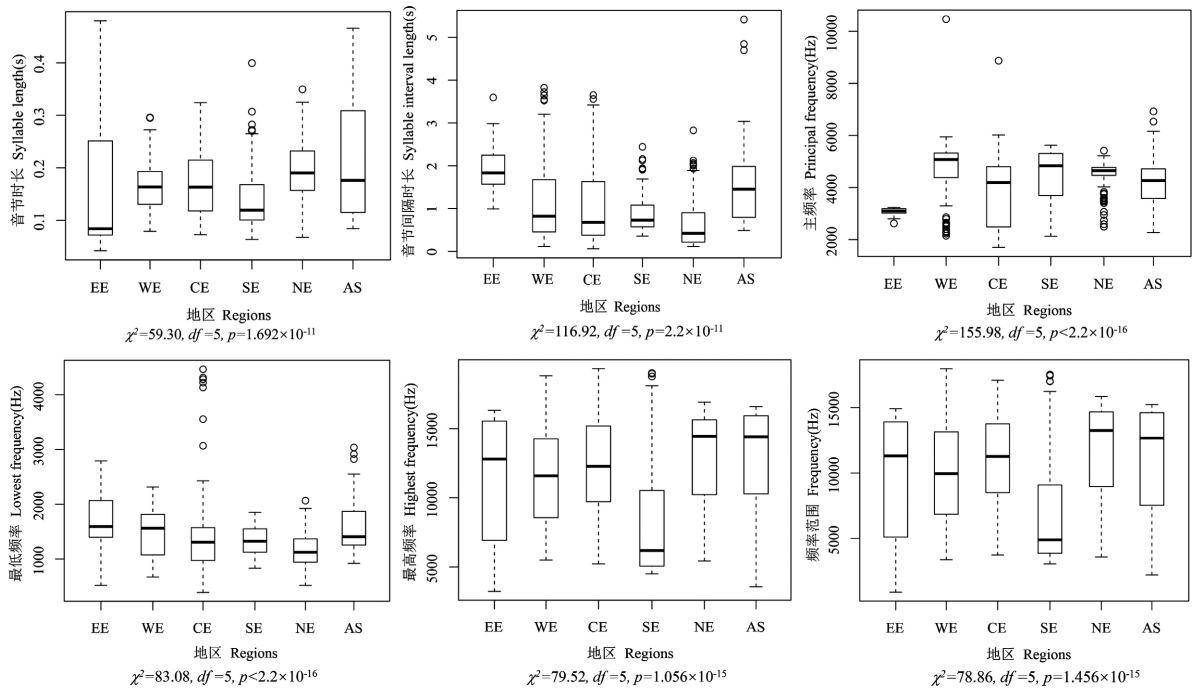 音节时长 Syllable length(s)
0.4
0.3
0.2
0.1
EE WE CE SE NE AS
地区 Regions
χ²=59.30, df =5, p=1.692×10⁻¹¹
音节间隔时长 Syllable interval length(s)
5
4
3
2
1
0
EE WE CE SE NE AS
地区 Regions
χ²=116.92, df =5, p=2.2×10⁻¹¹
主频率 Principal frequency(Hz)
10000
8000
6000
4000
2000
EE WE CE SE NE AS
地区 Regions
χ²=155.98, df =5, p<2.2×10⁻¹⁶
最低频率 Lowest frequency(Hz)
4000
3000
2000
1000
EE WE CE SE NE AS
地区 Regions
χ²=83.08, df =5, p<2.2×10⁻¹⁶
最高频率 Highest frequency(Hz)
15000
10000
5000
EE WE CE SE NE AS
地区 Regions
χ²=79.52, df =5, p=1.056×10⁻¹⁵
频率范围 Frequency(Hz)
15000
10000
5000
EE WE CE SE NE AS
地区 Regions
χ²=78.86, df =5, p=1.456×10⁻¹⁵